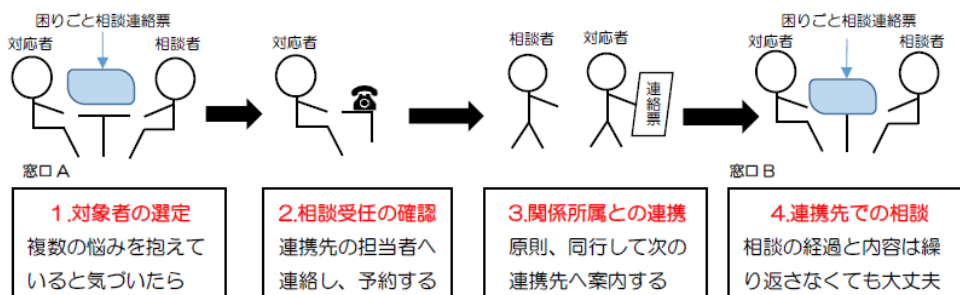 困りごと相談連絡票
対応者
相談者
窓口A
相談者
対応者
連絡票
困りごと相談連絡票
対応者
相談者
窓口B
1.対象者の選定
複数の悩みを抱えて
いると気づいたら
2.相談受任の確認
連携先の担当者へ
連絡し、予約する
3.関係所属との連携
原則、同行して次の
連携先へ案内する
4.連携先での相談
相談の経過と内容は繰
り返さなくても大丈夫